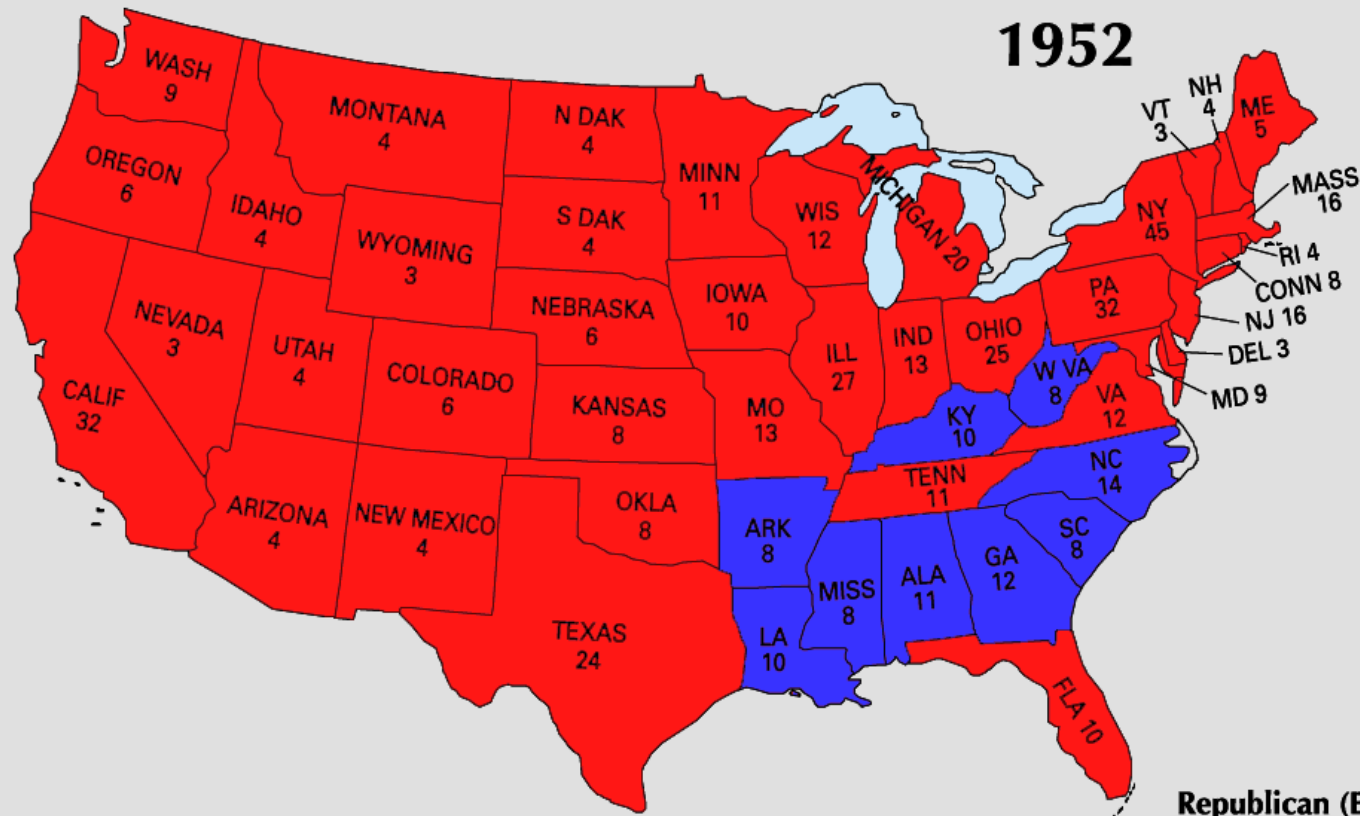 1952
WASH
9
OREGON
6
CALIF
32
NEVADA
3
IDAHO
4
MONTANA
4
WYOMING
3
UTAH
4
COLORADO
6
ARIZONA
4
NEW MEXICO
4
N DAK
4
S DAK
4
NEBRASKA
6
KANSAS
8
OKLA
8
TEXAS
24
MINN
11
IOWA
10
MO
13
ARK
8
LA
10
WIS
12
ILL
27
MICHIGAN 20
IND
13
OHIO
25
KY
10
TENN
11
MISS
8
ALA
11
GA
12
FLA 10
SC
8
NC
14
VA
12
W VA
8
PA
32
NY
45
VT
3
NH
4
ME
5
MASS
16
RI 4
CONN 8
NJ 16
DEL 3
MD 9
Republican (E